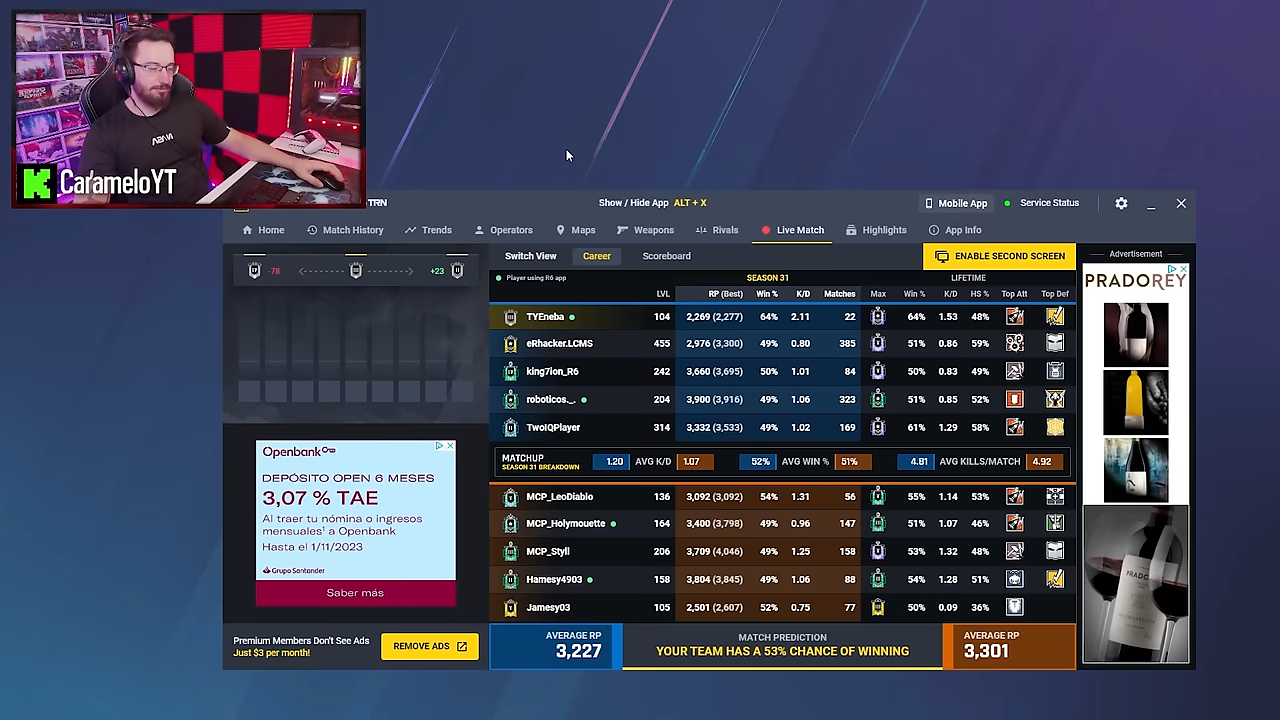 CarameloYT
TRN
Show / Hide App ALT + X
Mobile App
Service Status
Home
Match History
Trends
Operators
Maps
Weapons
Rivals
Live Match
Highlights
App Info
-78
+23
Switch View
Career
Scoreboard
ENABLE SECOND SCREEN
Player using R6 app
SEASON 31
LIFETIME
LVL RP (Best) Win % K/D Matches Max Win % K/D HS % Top Att Top Def
TYEneba 104 2,269 (2,277) 64% 2.11 22 64% 1.53 48%
eRhacker.LCMS 455 2,976 (3,300) 49% 0.80 385 51% 0.86 59%
king7ion_R6 242 3,660 (3,695) 50% 1.01 84 50% 0.83 49%
roboticos._. 204 3,900 (3,916) 49% 1.06 323 51% 0.85 52%
TwoIQPlayer 314 3,332 (3,533) 49% 1.02 169 61% 1.29 58%
MATCHUP
SEASON 31 BREAKDOWN
1.20 AVG K/D 1.07 52% AVG WIN % 51% 4.81 AVG KILLS/MATCH 4.92
MCP_LeoDiablo 136 3,092 (3,092) 54% 1.31 56 55% 1.14 53%
MCP_Holymouette 164 3,400 (3,798) 49% 0.96 147 51% 1.07 46%
MCP_Styll 206 3,709 (4,046) 49% 1.25 158 53% 1.32 48%
Hamesy4903 158 3,804 (3,845) 49% 1.06 88 54% 1.28 51%
Jamesy03 105 2,501 (2,607) 52% 0.75 77 50% 0.09 36%
AVERAGE RP
3,227
MATCH PREDICTION
YOUR TEAM HAS A 53% CHANCE OF WINNING
AVERAGE RP
3,301
Openbank
DEPÓSITO OPEN 6 MESES
3,07 % TAE
Al traer tu nómina o ingresos
mensuales¹ a Openbank
Hasta el 1/11/2023
Grupo Santander
Saber más
Premium Members Don't See Ads
Just $3 per month!
REMOVE ADS
Advertisement
PRADOREY